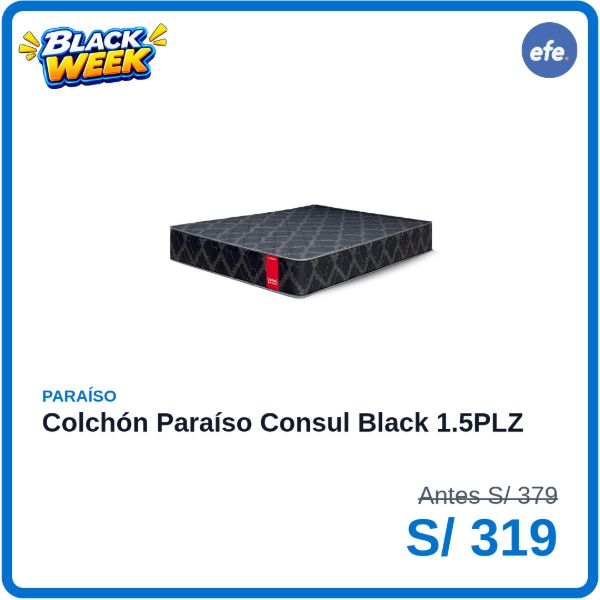 BLACK
WEEK
efe.
PARAÍSO
Colchón Paraíso Consul Black 1.5PLZ
Antes S/ 379
S/ 319